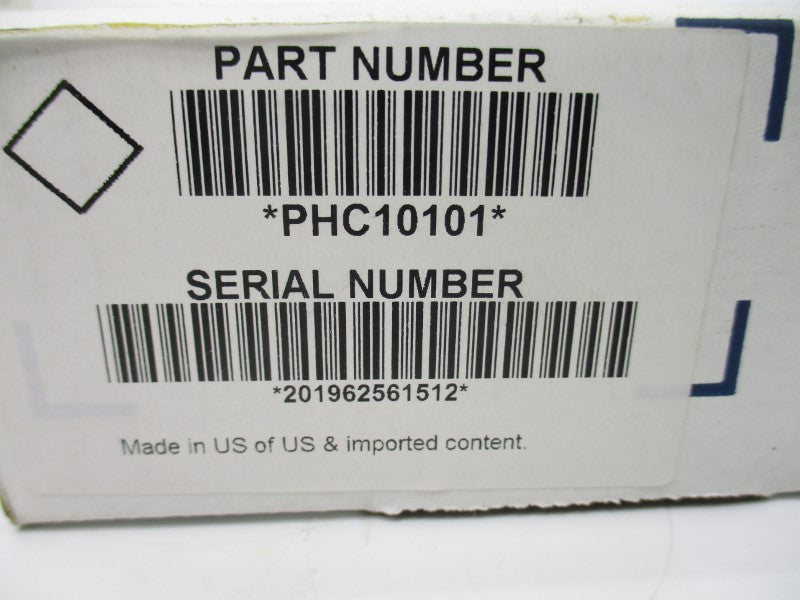 PART NUMBER
*PHC10101*
SERIAL NUMBER
*201962561512*
Made in US of US & imported content.